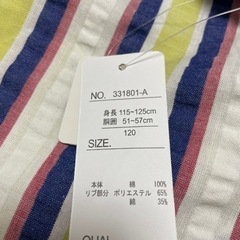 NO. 331801-A
身長 115~125cm
胴囲 51~57cm
120
SIZE.
本体 綿 100%
リブ部分 ポリエステル 65%
綿 35%
QUAL